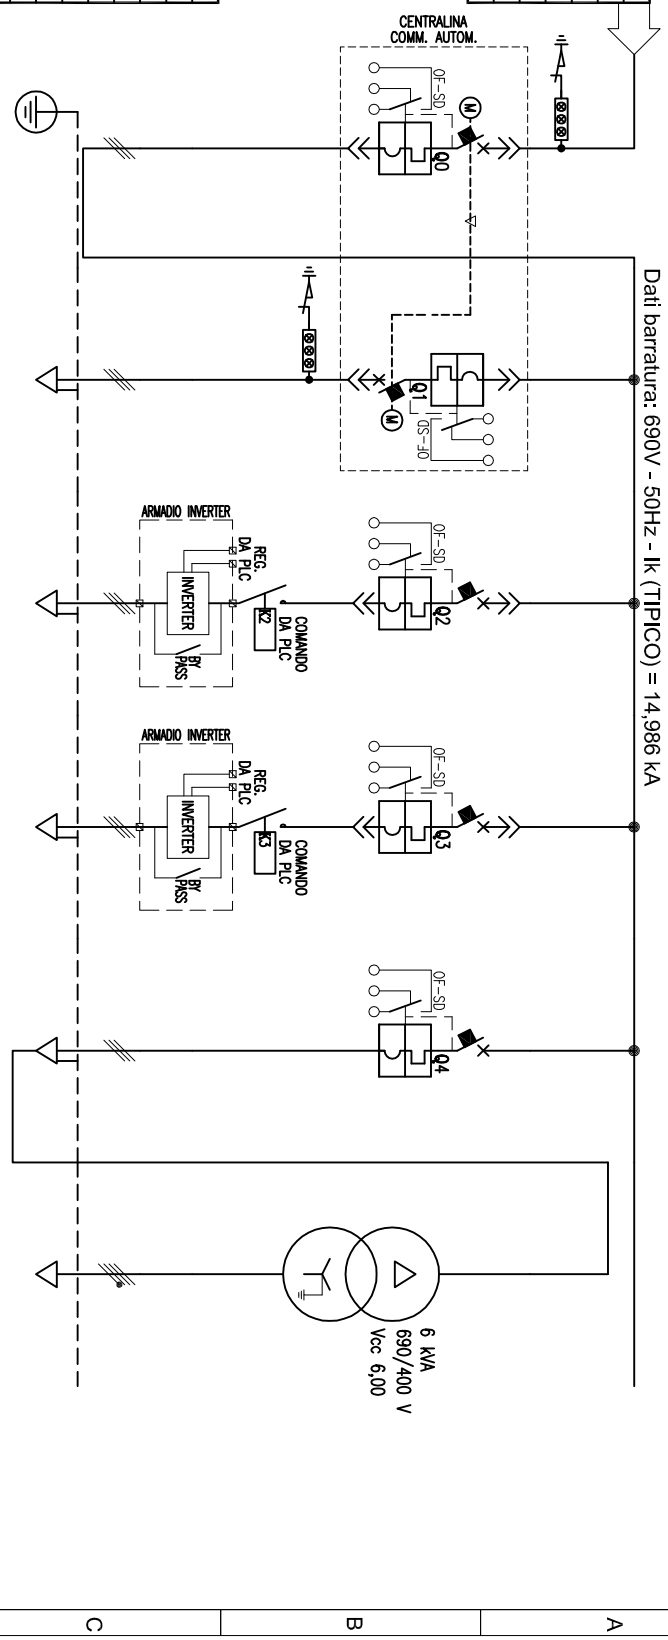 CENTRALINA
COMM. AUTOM.
OF-SD
M
Q0
Dati barratura: 690V - 50Hz - Ik (TIPICO) = 14,986 kA
Q1
M
OF-SD
ARMADIO INVERTER
REG.
DA PLC
INVERTER
BY
PASS
K2
COMANDO
DA PLC
OF-SD
Q2
ARMADIO INVERTER
REG.
DA PLC
INVERTER
BY
PASS
K3
COMANDO
DA PLC
OF-SD
Q3
OF-SD
Q4
6 kVA
690/400 V
Vcc 6,00
A
B
C